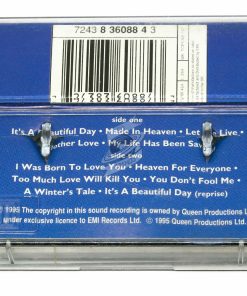 7243 8 36088 4 3
side one
It's A Beautiful Day • Made In Heaven • Let Me Live
Mother Love • My Life Has Been Saved
side two
I Was Born To Love You • Heaven For Everyone
Too Much Love Will Kill You • You Don't Fool Me
A Winter's Tale • It's A Beautiful Day (reprise)
℗ 1995 The copyright in this sound recording is owned by Queen Productions Ltd.
under exclusive licence to EMI Records Ltd. © 1995 Queen Productions Ltd.